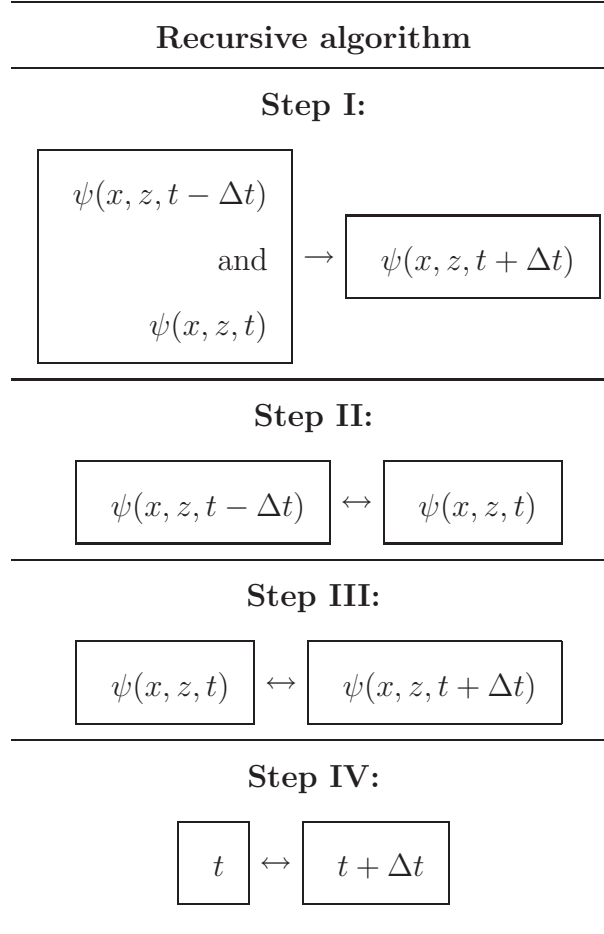 Recursive algorithm
Step I:
ψ(x, z, t − Δt)
and
ψ(x, z, t)
→ ψ(x, z, t + Δt)
Step II:
ψ(x, z, t − Δt) ↔ ψ(x, z, t)
Step III:
ψ(x, z, t) ↔ ψ(x, z, t + Δt)
Step IV:
t ↔ t + Δt